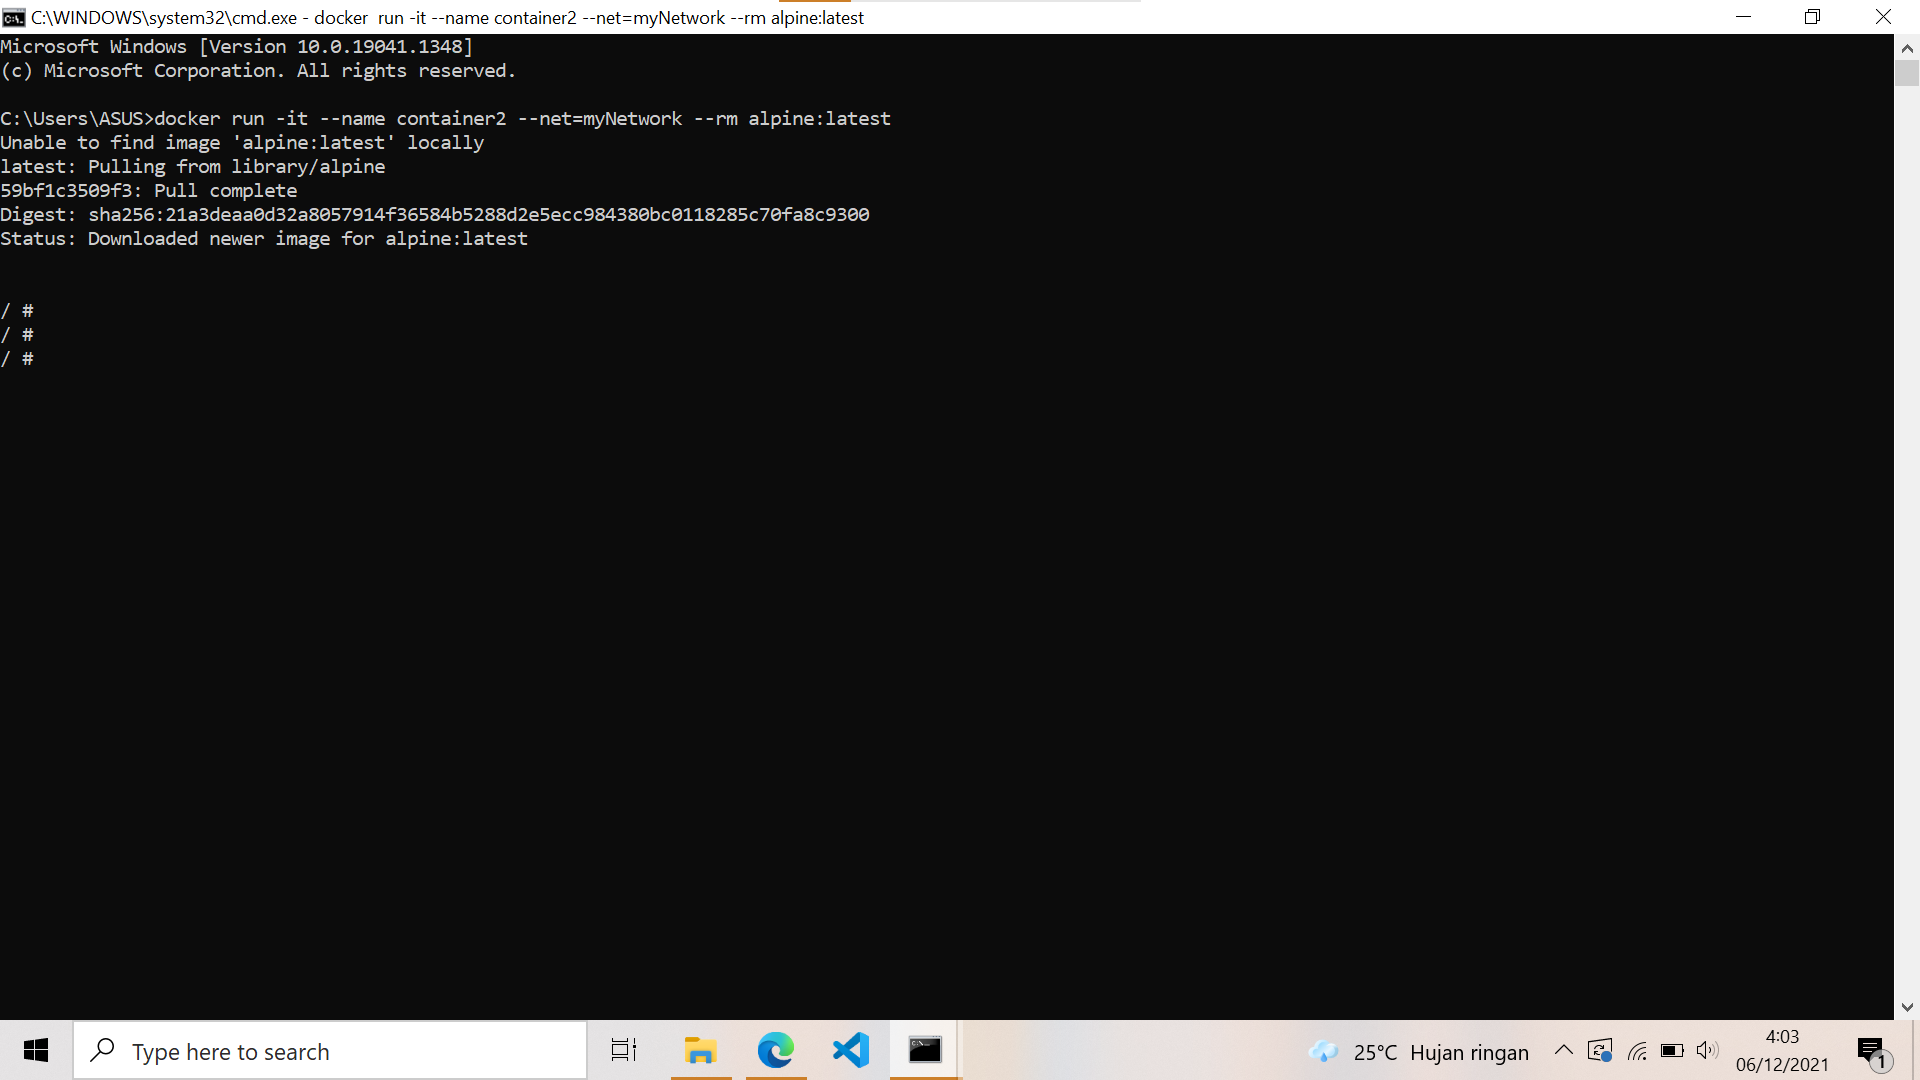 C:\WINDOWS\system32\cmd.exe - docker  run -it --name container2 --net=myNetwork --rm alpine:latest
Microsoft Windows [Version 10.0.19041.1348]
(c) Microsoft Corporation. All rights reserved.
C:\Users\ASUS>docker run -it --name container2 --net=myNetwork --rm alpine:latest
Unable to find image 'alpine:latest' locally
latest: Pulling from library/alpine
59bf1c3509f3: Pull complete
Digest: sha256:21a3deaa0d32a8057914f36584b5288d2e5ecc984380bc0118285c70fa8c9300
Status: Downloaded newer image for alpine:latest
/ #
/ #
/ #
Type here to search
25°C Hujan ringan
4:03
06/12/2021
1